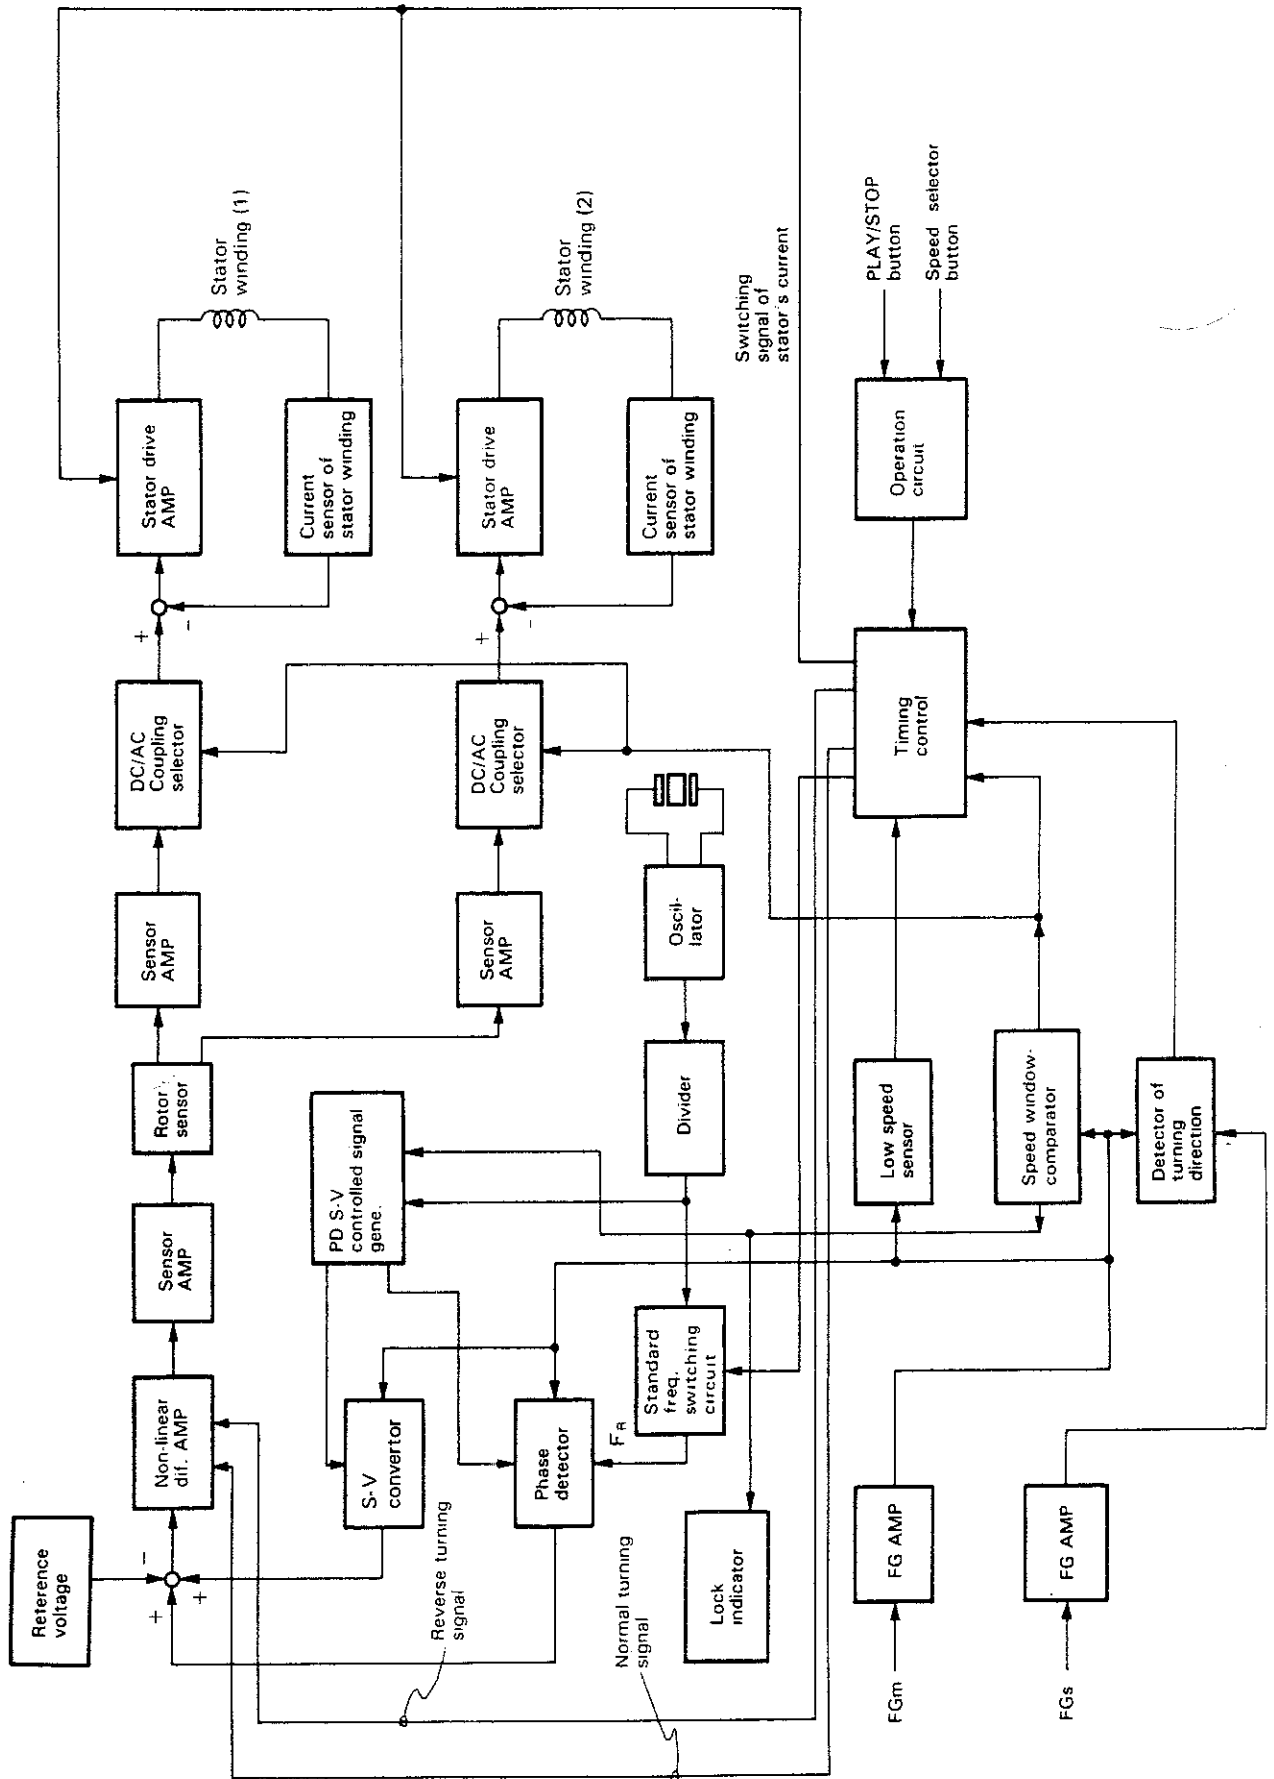 Reterence
voltage
−
+
+
Non-linear
dif. AMP
Sensor
AMP
Rotor
sensor
Sensor
AMP
DC/AC
Coupling
selector
+
−
Stator drive
AMP
Stator
winding (1)
Current
sensor of
stator winding
Sensor
AMP
DC/AC
Coupling
selector
+
−
Stator drive
AMP
Stator
winding (2)
Current
sensor of
stator winding
PD S-V
controlled signal
gene.
S-V
convertor
Phase
detector
FR
Standard
freq.
switching
circuit
Divider
Oscil-
lator
Reverse turning
signal
Normal turning
signal
Lock
indicator
Switching
signal of
stator's current
PLAY/STOP
button
Speed selector
button
Operation
circuit
Timing
control
Low speed
sensor
Speed window-
comparator
Detector of
turning
direction
FGm
FG AMP
FGs
FG AMP